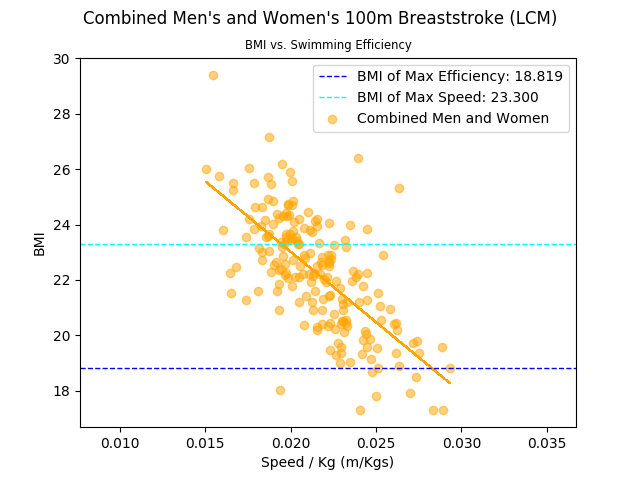 Combined Men's and Women's 100m Breaststroke (LCM)
BMI vs. Swimming Efficiency
BMI of Max Efficiency: 18.819
BMI of Max Speed: 23.300
Combined Men and Women
BMI
30
28
26
24
22
20
18
0.010 0.015 0.020 0.025 0.030 0.035
Speed / Kg (m/Kgs)